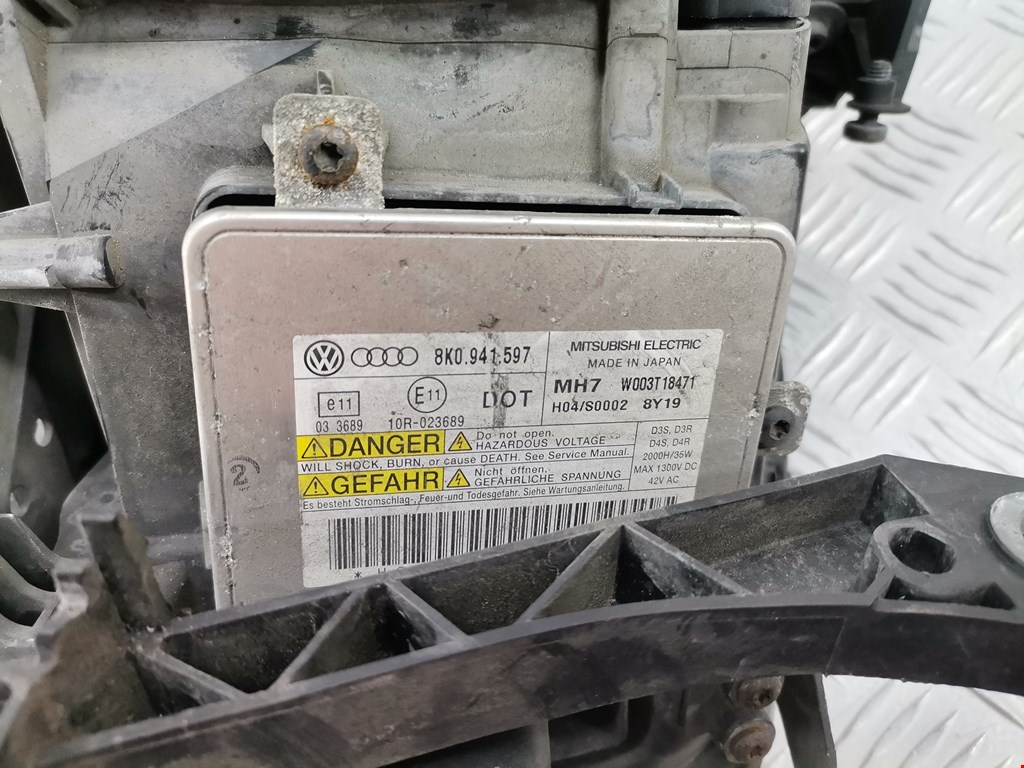 8K0.941.597
MITSUBISHI ELECTRIC
MADE IN JAPAN
MH7 W003T18471
H04/S0002 8Y19
e11
03 3689
E11
10R-023689
DOT
DANGER
Do not open.
HAZARDOUS VOLTAGE
WILL SHOCK, BURN, or cause DEATH. See Service Manual.
GEFAHR
Nicht öffnen.
GEFÄHRLICHE SPANNUNG
Es besteht Stromschlag-, Feuer-und Todesgefahr. Siehe Wartungsanleitung.
D3S, D3R
D4S, D4R
2000H/35W
MAX 1300V DC
42V AC
2